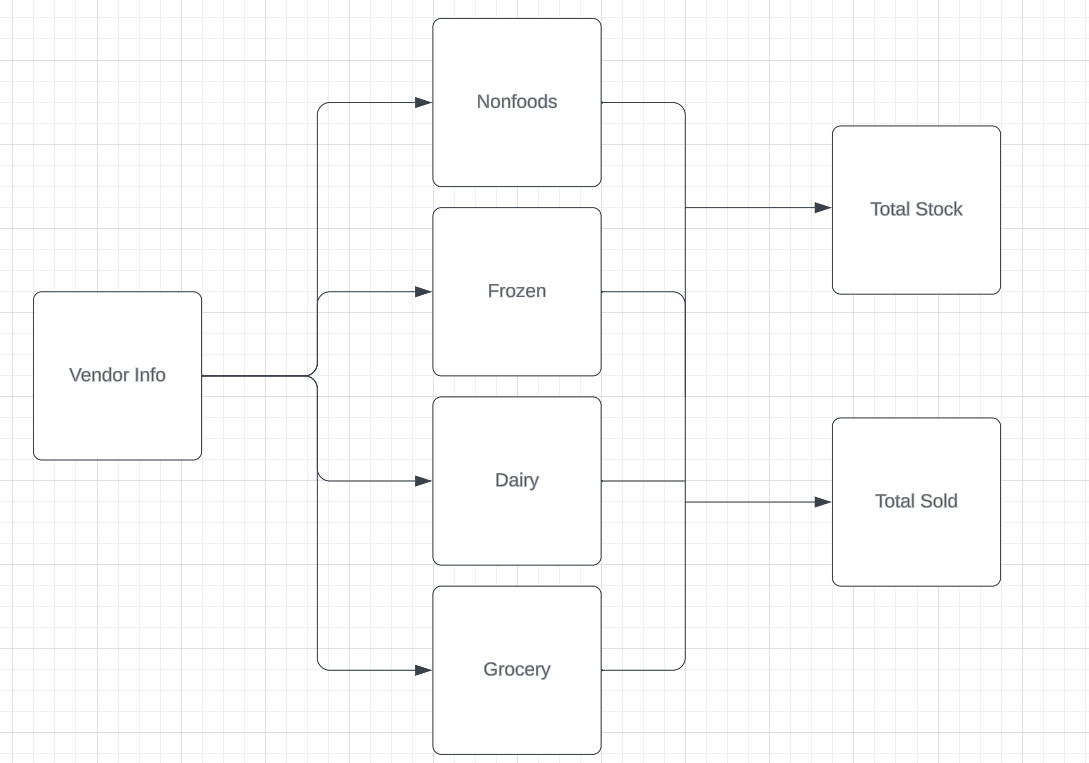 Nonfoods
Total Stock
Frozen
Vendor Info
Dairy
Total Sold
Grocery